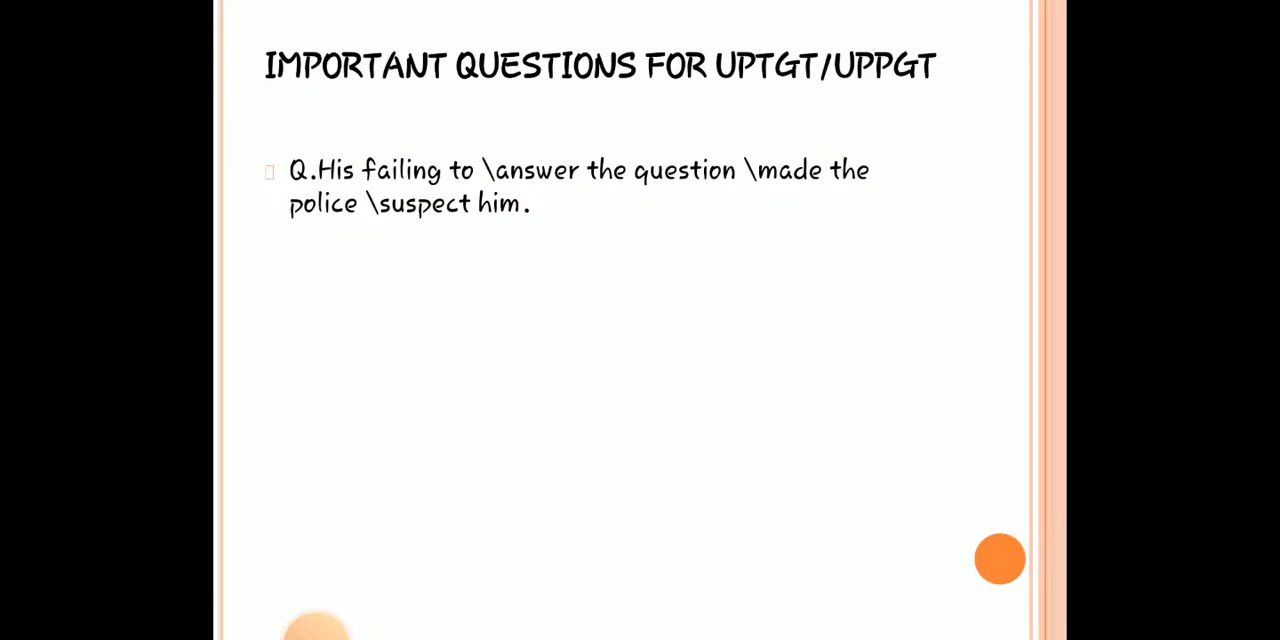 IMPORTANT QUESTIONS FOR UPTGT/UPPGT
Q.His failing to \answer the question \made the
police \suspect him.